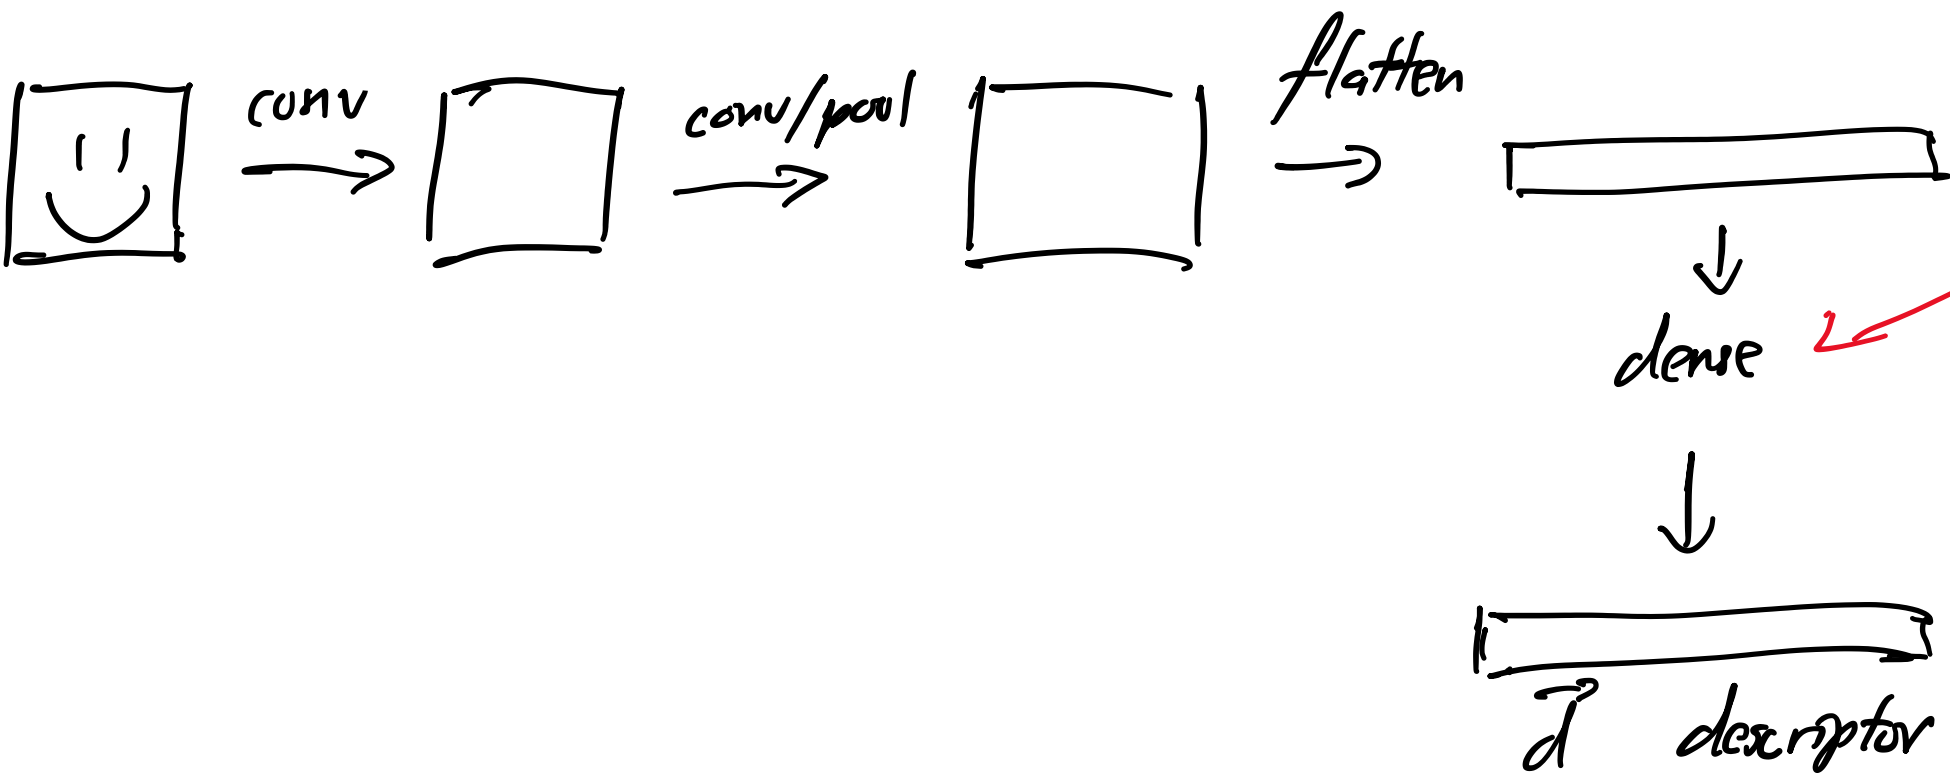 conv
conv/pool
flatten
dense
d⃗ descriptor